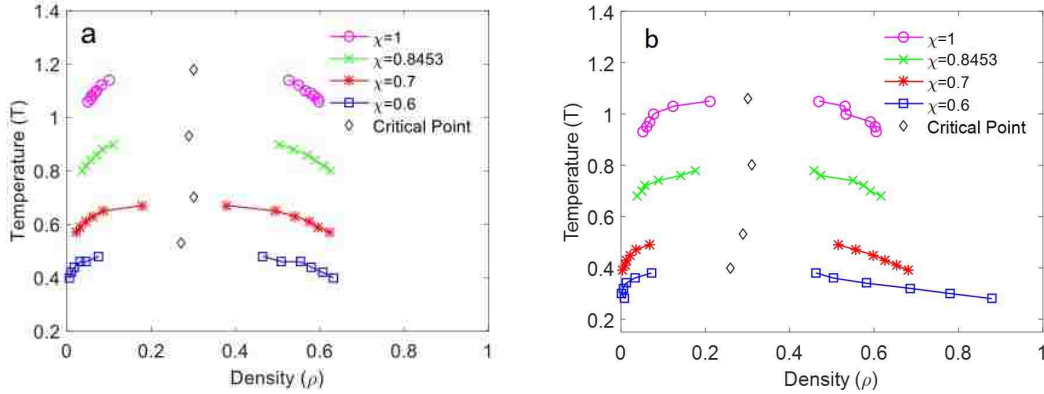 a
1.4
1.2
1
0.8
0.6
0.4
0.2
0
0.2
0.4
0.6
0.8
1
Temperature (T)
Density (ρ)
χ=1
χ=0.8453
χ=0.7
χ=0.6
Critical Point
b
1.4
1.2
1
0.8
0.6
0.4
0.2
0
0.2
0.4
0.6
0.8
1
Temperature (T)
Density (ρ)
χ=1
χ=0.8453
χ=0.7
χ=0.6
Critical Point